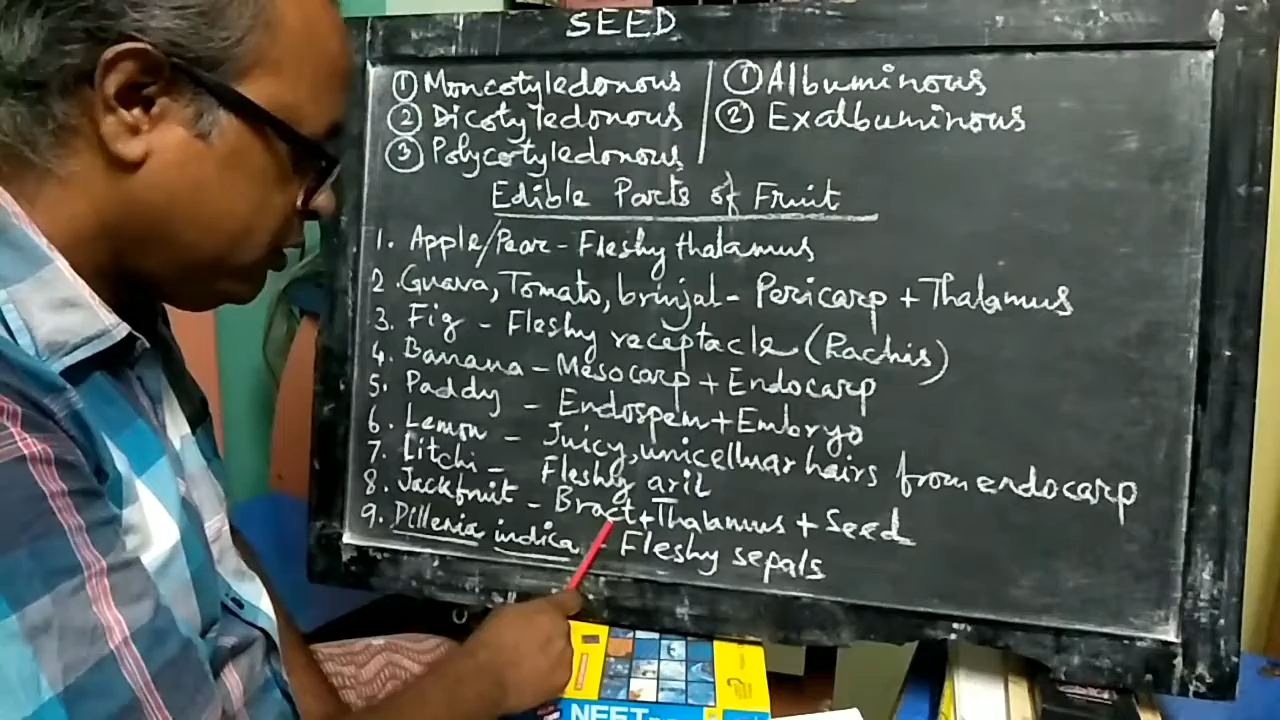 SEED
① Moncotyledonous
② Dicotyledonous
③ Polycotyledonous
① Albuminous
② Exalbuminous
Edible Parts of Fruit
1. Apple/Pear - Fleshy thalamus
2. Guava, Tomato, brinjal - Pericarp + Thalamus
3. Fig - Fleshy receptacle (Rachis)
4. Banana - Mesocarp + Endocarp
5. Paddy - Endospem + Embryo
6. Lemon - Juicy, unicellular hairs from endocarp
7. Litchi - Fleshy aril
8. Jackfruit - Bract + Thalamus + Seed
9. Dillenia indica - Fleshy sepals
NEET